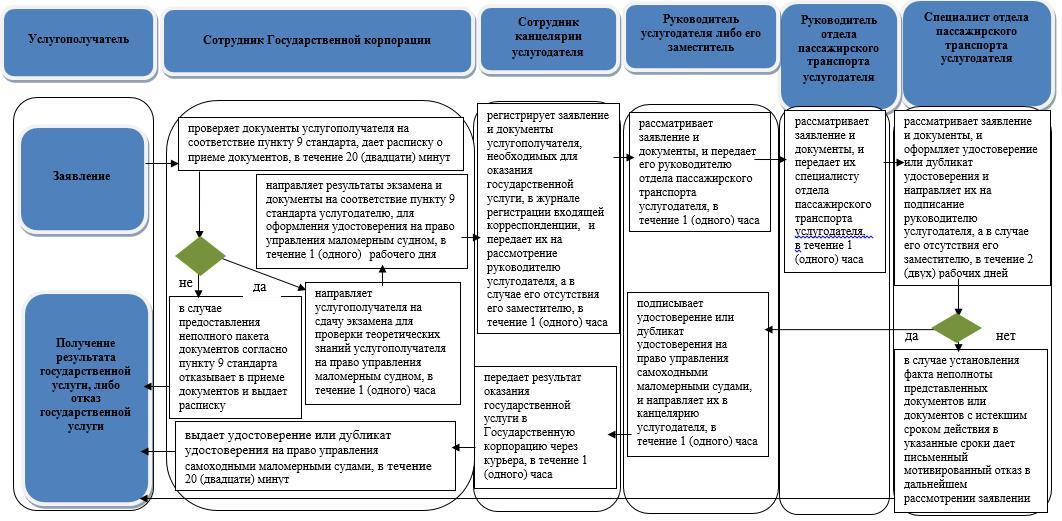 Услугополучатель
Сотрудник Государственной корпорации
Сотрудник
канцелярии
услугодателя
Руководитель
услугодателя либо его
заместитель
Руководитель
отдела
пассажирского
транспорта
услугодателя
Специалист отдела
пассажирского
транспорта
услугодателя
Заявление
Получение
результата
государственной
услуги, либо
отказ
государственной
услуги
проверяет документы услугополучателя на
соответствие пункту 9 стандарта, дает расписку о
приеме документов, в течение 20 (двадцати) минут
направляет результаты экзамена и
документы на соответствие пункту 9
стандарта услугодателю, для
оформления удостоверения на право
управления маломерным судном, в
течение 1 (одного) рабочего дня
не
да
в случае
предоставления
неполного пакета
документов согласно
пункту 9 стандарта
отказывает в приеме
документов и выдает
расписку
направляет
услугополучателя на
сдачу экзамена для
проверки теоретических
знаний услугополучателя
на право управления
маломерным судном, в
течение 1 (одного) часа
выдает удостоверение или дубликат
удостоверения на право управления
самоходными маломерными судами, в течение
20 (двадцати) минут
регистрирует заявление
и документы
услугополучателя,
необходимых для
оказания
государственной
услуги, в журнале
регистрации входящей
корреспонденции, и
передает их на
рассмотрение
руководителю
услугодателя, а в
случае его отсутствия
его заместителю, в
течение 1 (одного) часа
передает результат
оказания
государственной
услуги в
Государственную
корпорацию через
курьера, в течение 1
(одного) часа
рассматривает
заявление и
документы, и передает
его руководителю
отдела пассажирского
транспорта
услугодателя, в
течение 1 (одного) часа
подписывает
удостоверение или
дубликат
удостоверения на
право управления
самоходными
маломерными судами,
и направляет их в
канцелярию
услугодателя, в
течение 1 (одного) часа
рассматривает
заявление и
документы, и
передает их
специалисту
отдела
пассажирского
транспорта
услугодателя,
в течение 1
(одного) часа
рассматривает заявление
и документы, и
оформляет удостоверение
или дубликат
удостоверения и
направляет их на
подписание
руководителю
услугодателя, а в случае
его отсутствия его
заместителю, в течение 2
(двух) рабочих дней
да
нет
в случае установления
факта неполноты
представленных
документов или
документов с истекшим
сроком действия в
указанные сроки дает
письменный
мотивированный отказ в
дальнейшем
рассмотрении заявлении